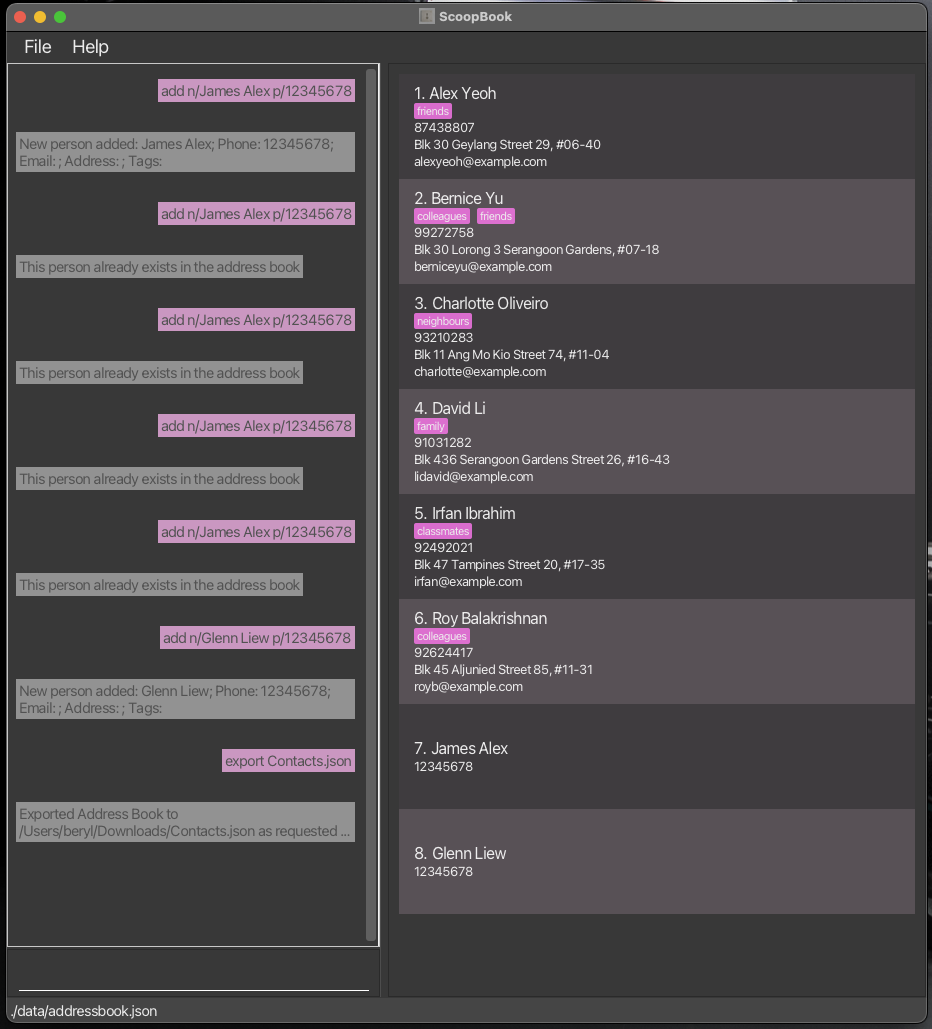 ScoopBook
File Help
add n/James Alex p/12345678
New person added: James Alex; Phone: 12345678;
Email: ; Address: ; Tags:
add n/James Alex p/12345678
This person already exists in the address book
add n/James Alex p/12345678
This person already exists in the address book
add n/James Alex p/12345678
This person already exists in the address book
add n/James Alex p/12345678
This person already exists in the address book
add n/Glenn Liew p/12345678
New person added: Glenn Liew; Phone: 12345678;
Email: ; Address: ; Tags:
export Contacts.json
Exported Address Book to
/Users/beryl/Downloads/Contacts.json as requested ...
1. Alex Yeoh
friends
87438807
Blk 30 Geylang Street 29, #06-40
alexyeoh@example.com
2. Bernice Yu
colleagues friends
99272758
Blk 30 Lorong 3 Serangoon Gardens, #07-18
berniceyu@example.com
3. Charlotte Oliveiro
neighbours
93210283
Blk 11 Ang Mo Kio Street 74, #11-04
charlotte@example.com
4. David Li
family
91031282
Blk 436 Serangoon Gardens Street 26, #16-43
lidavid@example.com
5. Irfan Ibrahim
classmates
92492021
Blk 47 Tampines Street 20, #17-35
irfan@example.com
6. Roy Balakrishnan
colleagues
92624417
Blk 45 Aljunied Street 85, #11-31
royb@example.com
7. James Alex
12345678
8. Glenn Liew
12345678
./data/addressbook.json